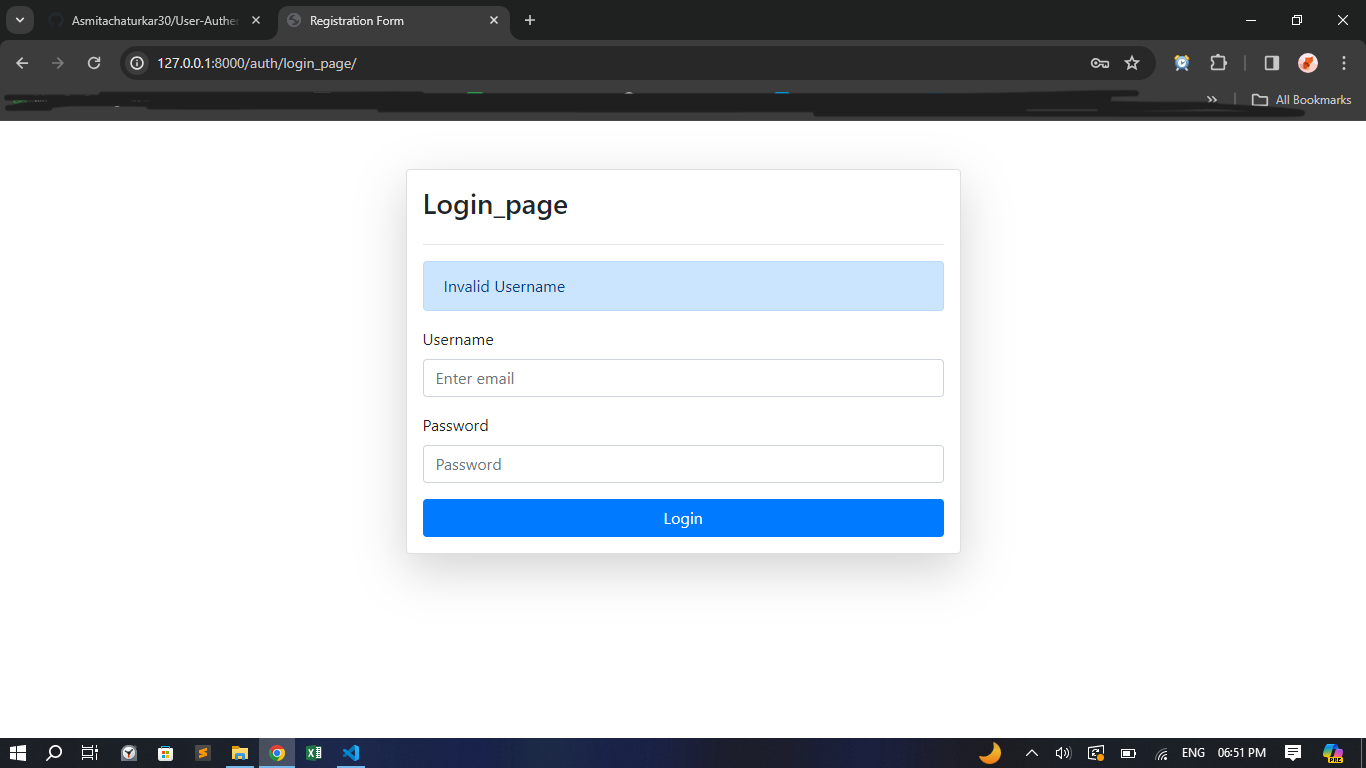 Asmitachaturkar30/User-Authe
Registration Form
127.0.0.1:8000/auth/login_page/
All Bookmarks
Login_page
Invalid Username
Username
Enter email
Password
Password
Login
ENG
06:51 PM
PRE